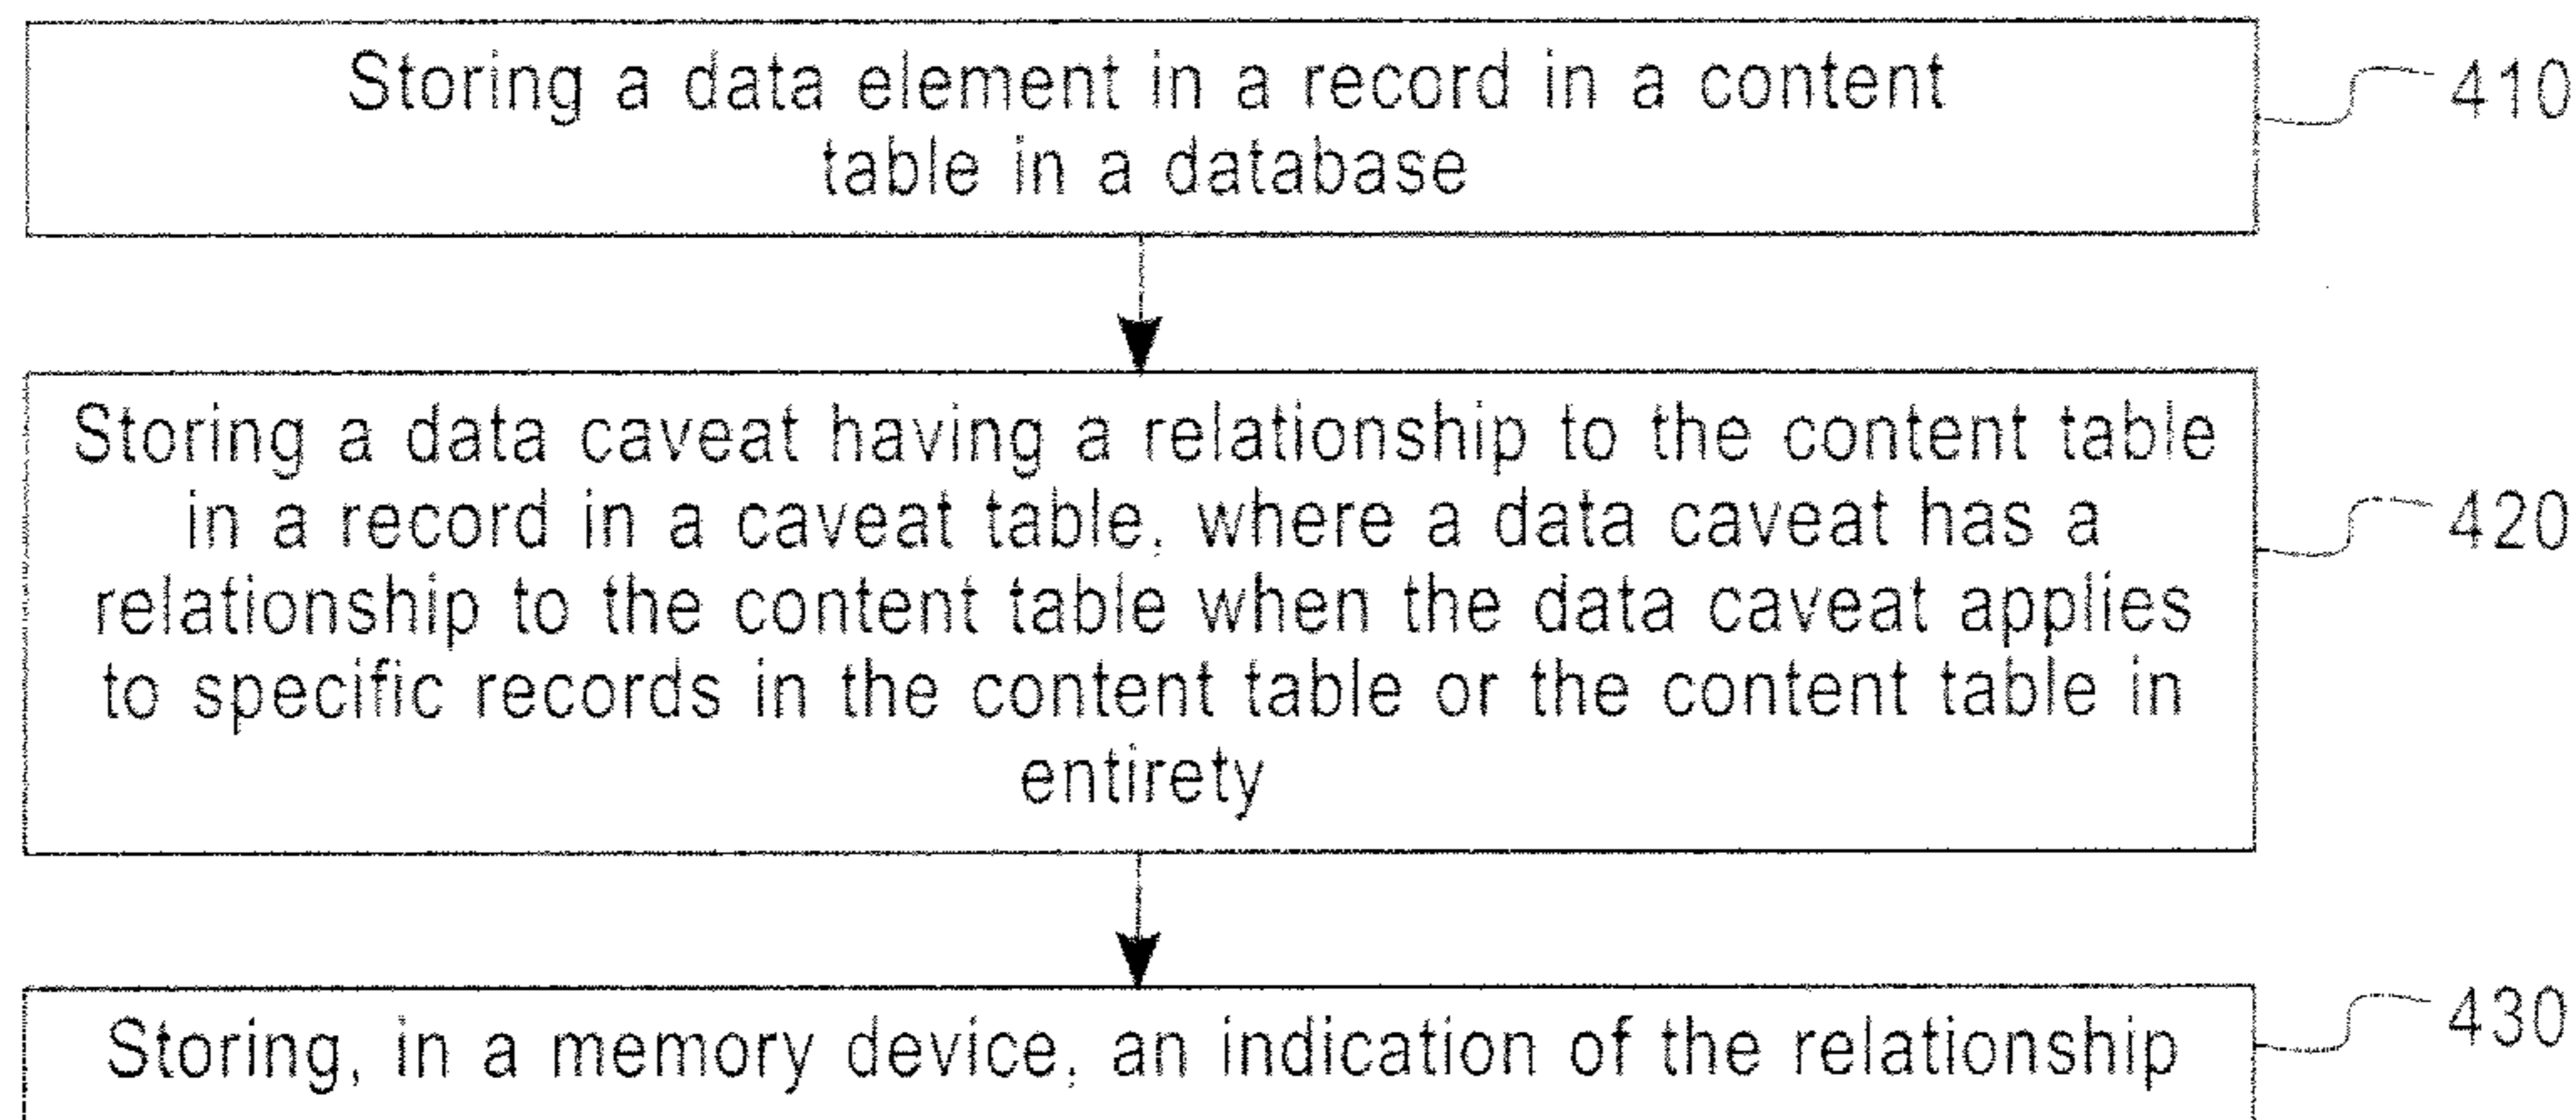 Storing a data element in a record in a content
table in a database
410
Storing a data caveat having a relationship to the content table
in a record in a caveat table, where a data caveat has a
relationship to the content table when the data caveat applies
to specific records in the content table or the content table in
entirety
420
Storing, in a memory device, an indication of the relationship
430